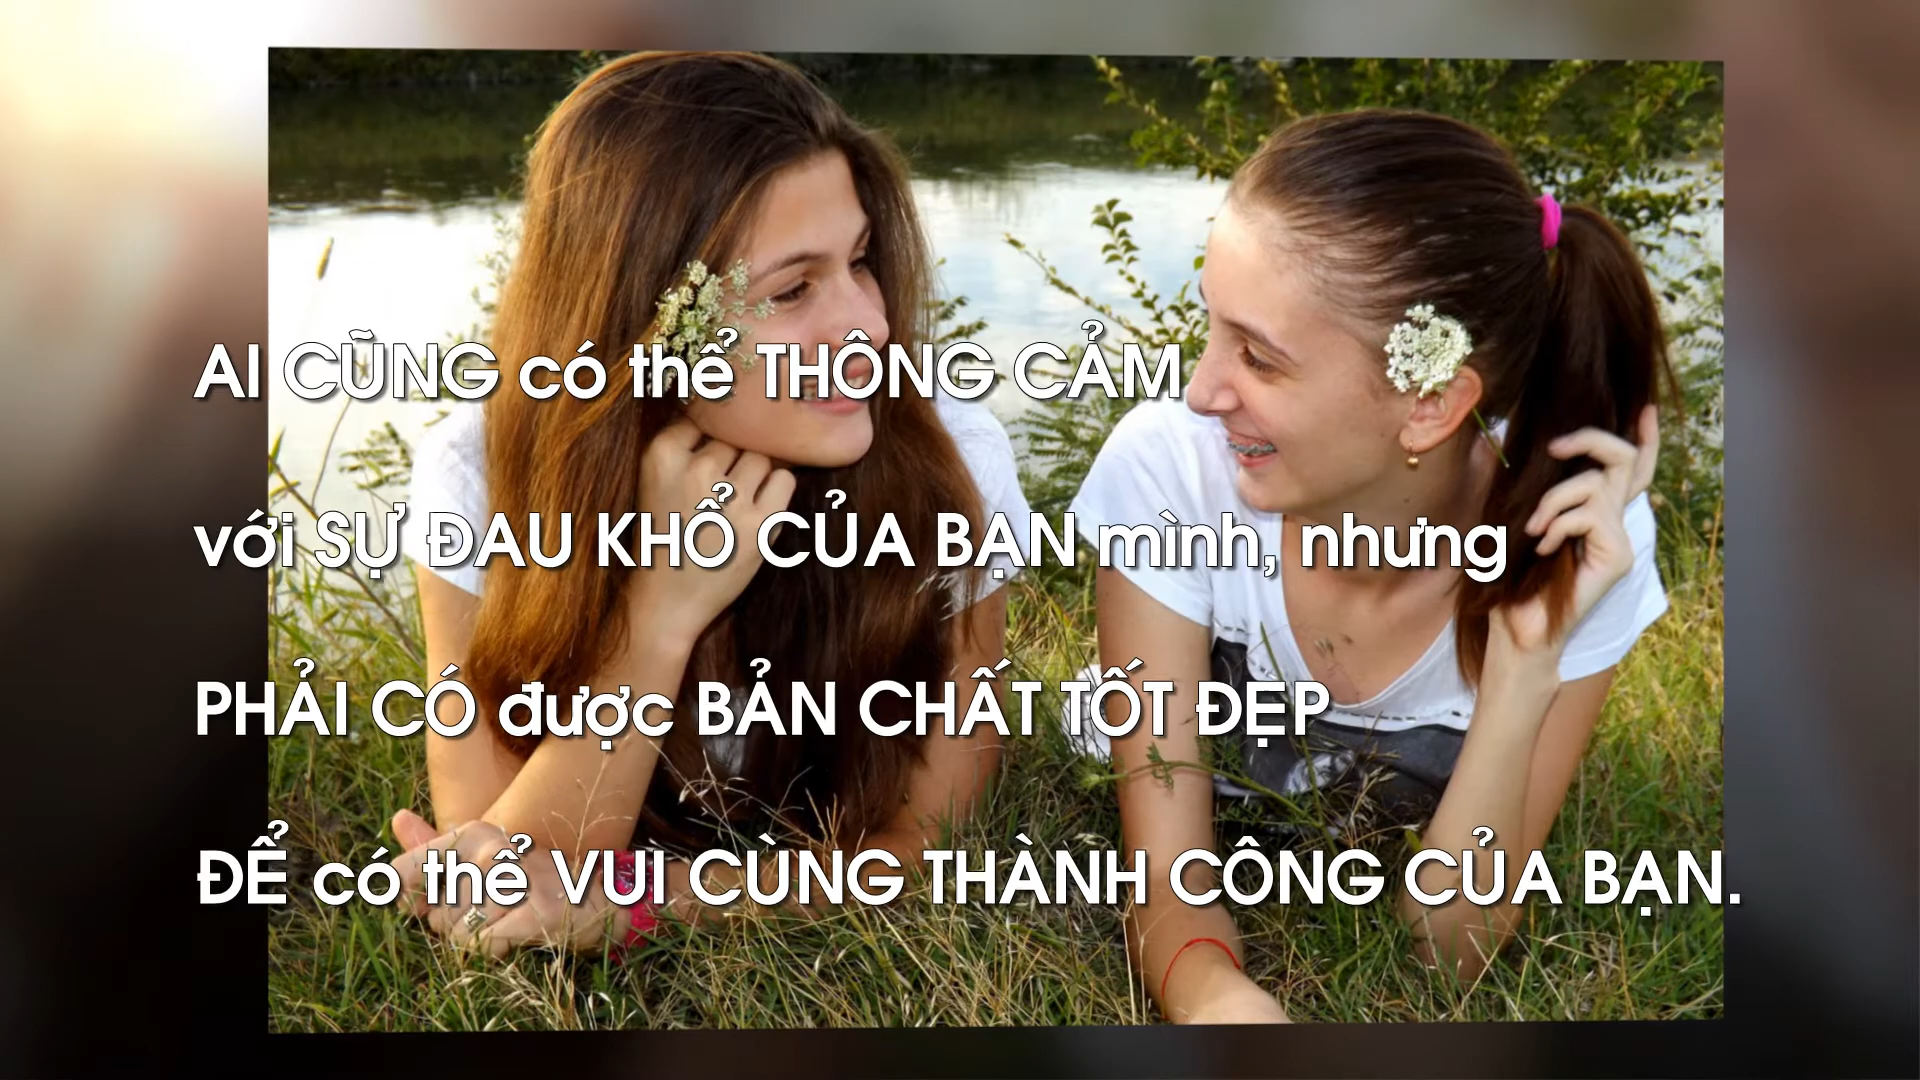 AI CŨNG có thể THÔNG CẢM
với SỰ ĐAU KHỔ CỦA BẠN mình, nhưng
PHẢI CÓ được BẢN CHẤT TỐT ĐẸP
ĐỂ có thể VUI CÙNG THÀNH CÔNG CỦA BẠN.